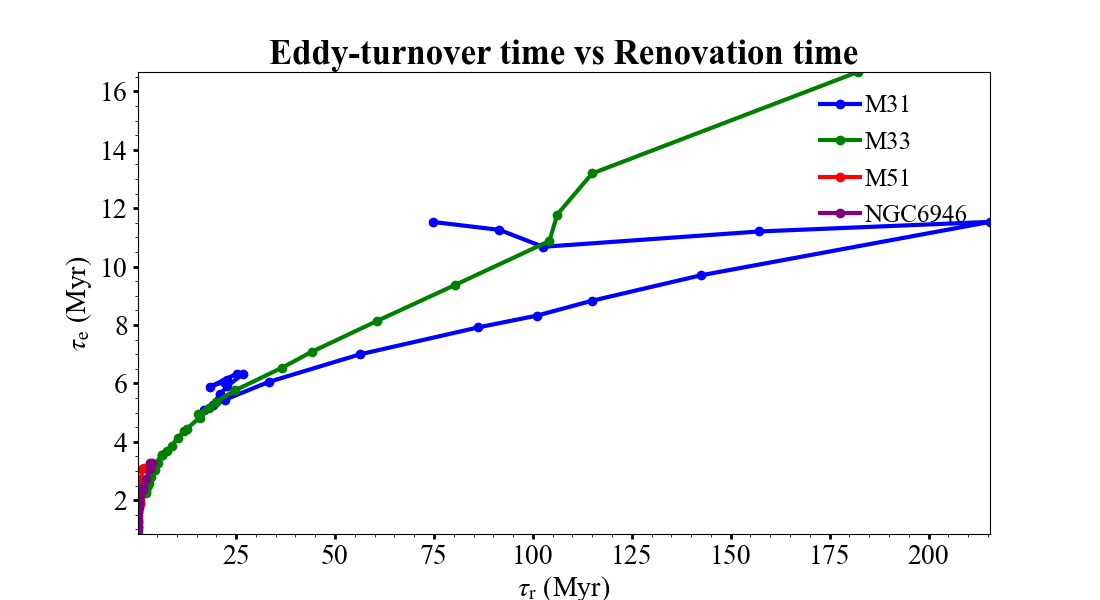 Eddy-turnover time vs Renovation time
16
14
12
10
8
6
4
2
τe (Myr)
M31
M33
M51
NGC6946
25 50 75 100 125 150 175 200
τr (Myr)